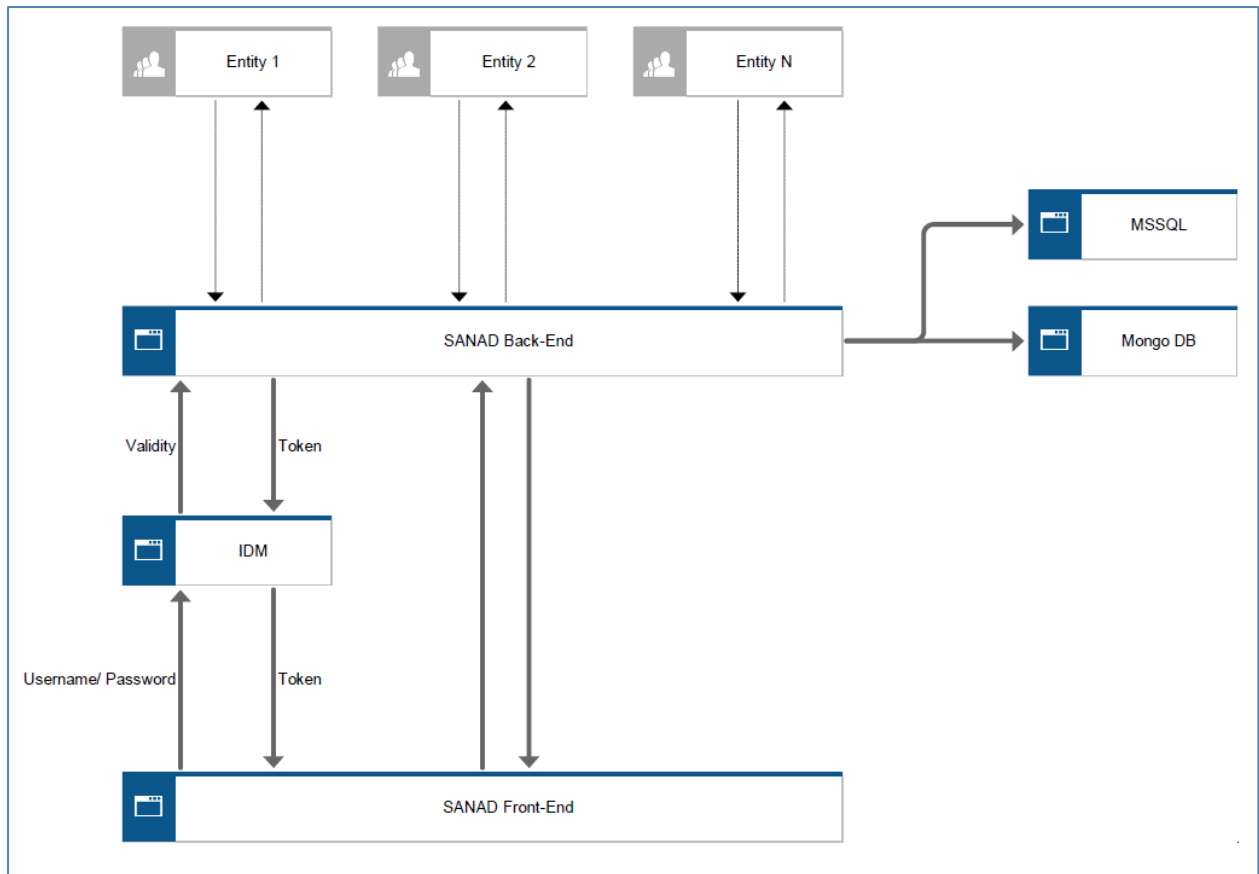 Entity 1
Entity 2
Entity N
MSSQL
SANAD Back-End
Mongo DB
Validity
Token
IDM
Username/ Password
Token
SANAD Front-End
.